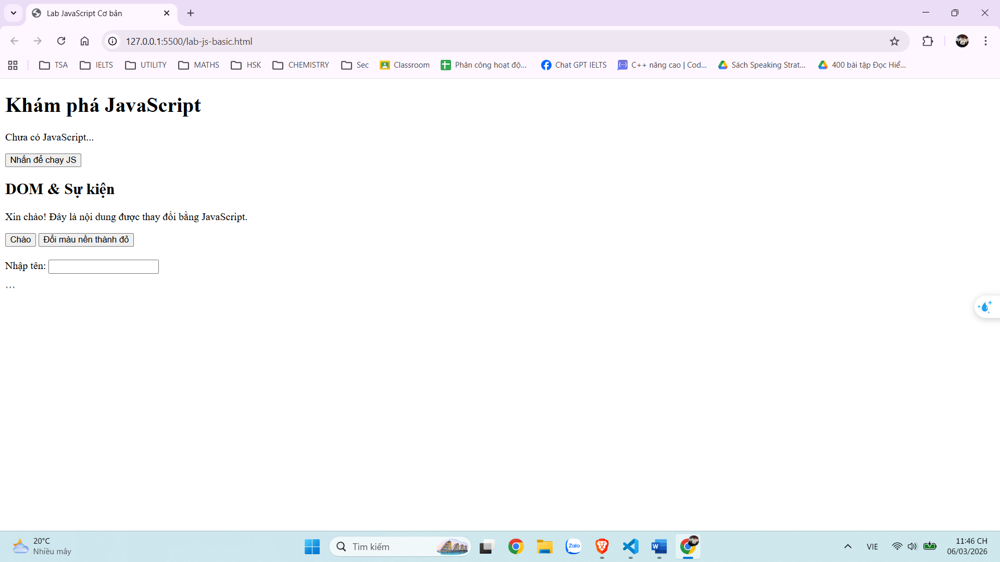 Lab JavaScript Cơ bản
127.0.0.1:5500/lab-js-basic.html
TSA IELTS UTILITY MATHS HSK CHEMISTRY Sec Classroom Phân công hoạt độ... Chat GPT IELTS C++ nâng cao | Cod... Sách Speaking Strat... 400 bài tập Đọc Hiể...
Khám phá JavaScript
Chưa có JavaScript...
Nhấn để chạy JS
DOM & Sự kiện
Xin chào! Đây là nội dung được thay đổi bằng JavaScript.
Chào Đổi màu nền thành đỏ
Nhập tên:
```
20°C
Nhiều mây
Tìm kiếm
Zalo
W
VIE
11:46 CH
06/03/2026